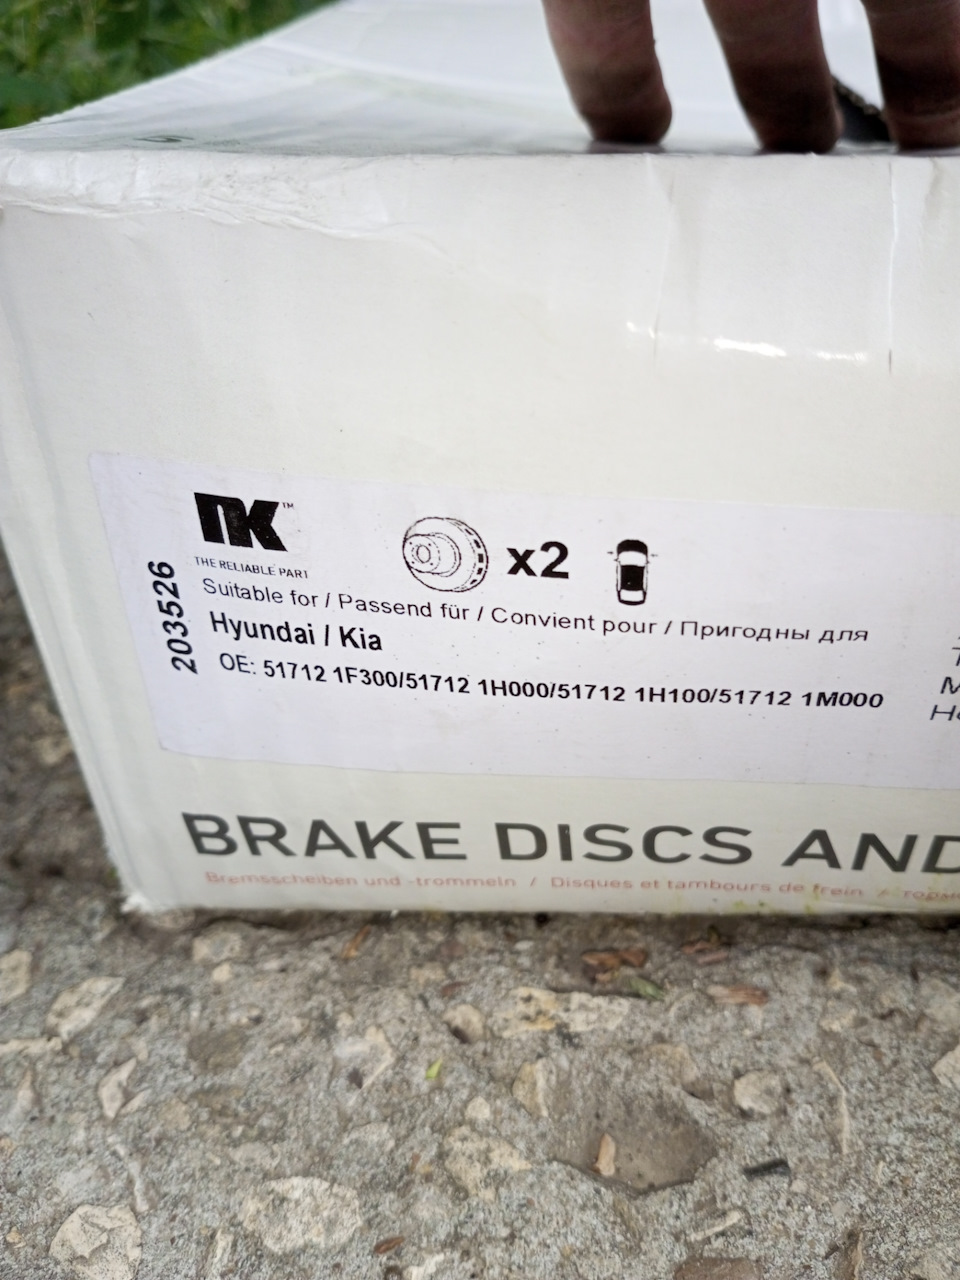 NK™
THE RELIABLE PART
x2
203526
Suitable for / Passend für / Convient pour / Пригодны для
Hyundai / Kia
OE: 51712 1F300/51712 1H000/51712 1H100/51712 1M000
BRAKE DISCS AND
Bremsscheiben und -trommeln / Disques et tambours de frein /